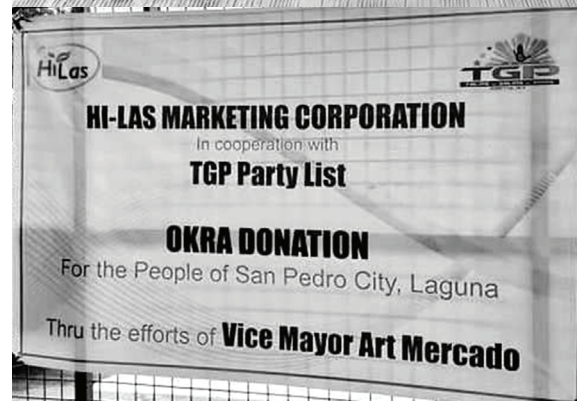 HiLas
TGP
HI-LAS MARKETING CORPORATION
In cooperation with
TGP Party List
OKRA DONATION
For the People of San Pedro City, Laguna
Thru the efforts of Vice Mayor Art Mercado